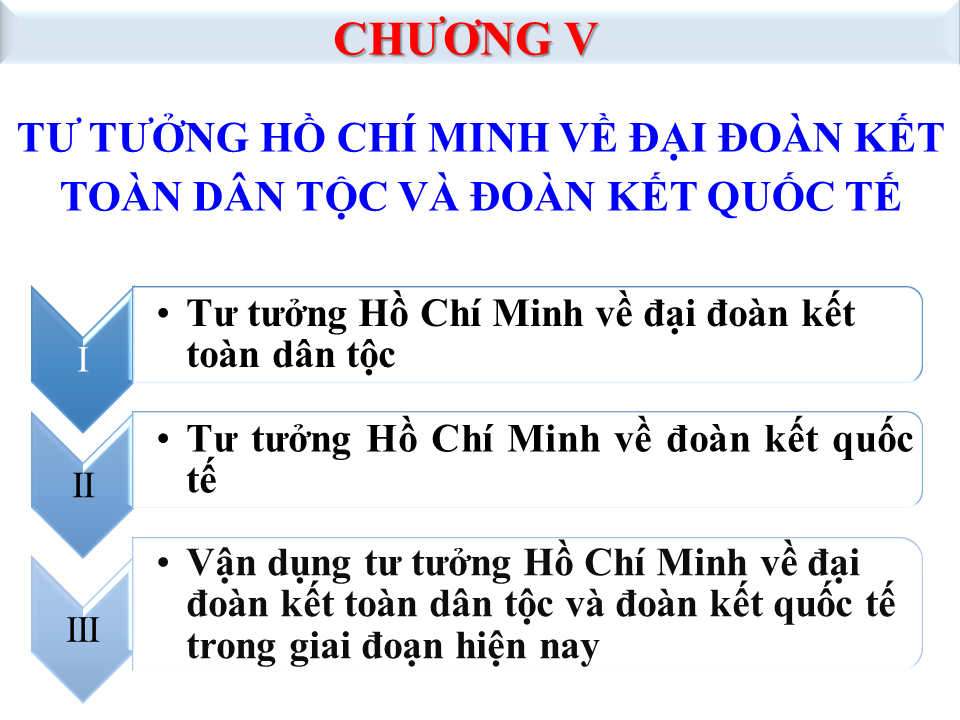 CHƯƠNG V
TƯ TƯỞNG HỒ CHÍ MINH VỀ ĐẠI ĐOÀN KẾT
TOÀN DÂN TỘC VÀ ĐOÀN KẾT QUỐC TẾ
I
• Tư tưởng Hồ Chí Minh về đại đoàn kết
toàn dân tộc
II
• Tư tưởng Hồ Chí Minh về đoàn kết quốc
tế
III
• Vận dụng tư tưởng Hồ Chí Minh về đại
đoàn kết toàn dân tộc và đoàn kết quốc tế
trong giai đoạn hiện nay